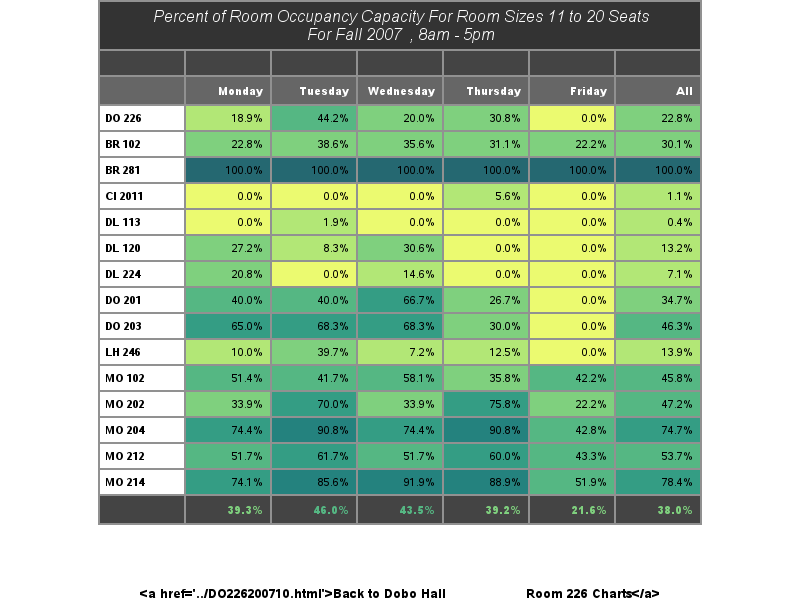 Percent of Room Occupancy Capacity For Room Sizes 11 to 20 Seats
For Fall 2007 , 8am - 5pm
Monday Tuesday Wednesday Thursday Friday All
DO 226 18.9% 44.2% 20.0% 30.8% 0.0% 22.8%
BR 102 22.8% 38.6% 35.6% 31.1% 22.2% 30.1%
BR 281 100.0% 100.0% 100.0% 100.0% 100.0% 100.0%
CI 2011 0.0% 0.0% 0.0% 5.6% 0.0% 1.1%
DL 113 0.0% 1.9% 0.0% 0.0% 0.0% 0.4%
DL 120 27.2% 8.3% 30.6% 0.0% 0.0% 13.2%
DL 224 20.8% 0.0% 14.6% 0.0% 0.0% 7.1%
DO 201 40.0% 40.0% 66.7% 26.7% 0.0% 34.7%
DO 203 65.0% 68.3% 68.3% 30.0% 0.0% 46.3%
LH 246 10.0% 39.7% 7.2% 12.5% 0.0% 13.9%
MO 102 51.4% 41.7% 58.1% 35.8% 42.2% 45.8%
MO 202 33.9% 70.0% 33.9% 75.8% 22.2% 47.2%
MO 204 74.4% 90.8% 74.4% 90.8% 42.8% 74.7%
MO 212 51.7% 61.7% 51.7% 60.0% 43.3% 53.7%
MO 214 74.1% 85.6% 91.9% 88.9% 51.9% 78.4%
39.3% 46.0% 43.5% 39.2% 21.6% 38.0%
<a href='../DO226200710.html'>Back to Dobo Hall Room 226 Charts</a>